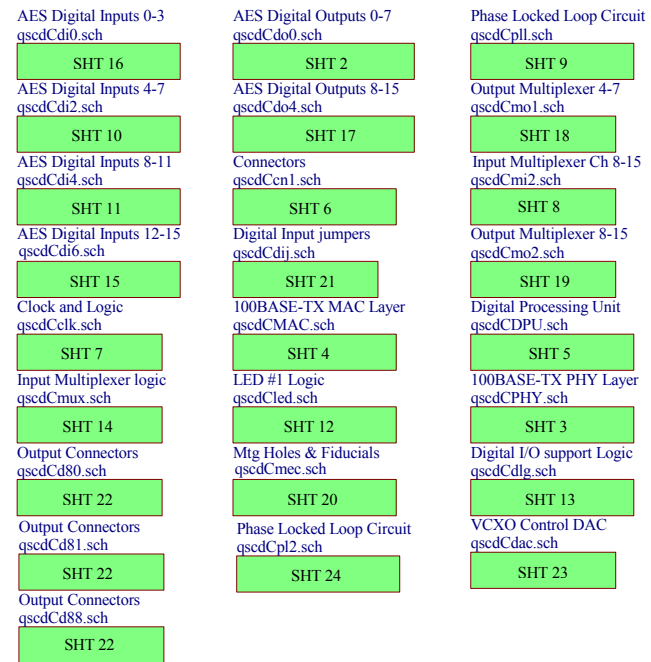 AES Digital Inputs 0-3
qscdCdi0.sch
SHT 16
AES Digital Inputs 4-7
qscdCdi2.sch
SHT 10
AES Digital Inputs 8-11
qscdCdi4.sch
SHT 11
AES Digital Inputs 12-15
qscdCdi6.sch
SHT 15
Clock and Logic
qscdCclk.sch
SHT 7
Input Multiplexer logic
qscdCmux.sch
SHT 14
Output Connectors
qscdCd80.sch
SHT 22
Output Connectors
qscdCd81.sch
SHT 22
Output Connectors
qscdCd88.sch
SHT 22
AES Digital Outputs 0-7
qscdCdo0.sch
SHT 2
AES Digital Outputs 8-15
qscdCdo4.sch
SHT 17
Connectors
qscdCcn1.sch
SHT 6
Digital Input jumpers
qscdCdij.sch
SHT 21
100BASE-TX MAC Layer
qscdCMAC.sch
SHT 4
LED #1 Logic
qscdCled.sch
SHT 12
Mtg Holes & Fiducials
qscdCmec.sch
SHT 20
Phase Locked Loop Circuit
qscdCpl2.sch
SHT 24
Phase Locked Loop Circuit
qscdCpll.sch
SHT 9
Output Multiplexer 4-7
qscdCmo1.sch
SHT 18
Input Multiplexer Ch 8-15
qscdCmi2.sch
SHT 8
Output Multiplexer 8-15
qscdCmo2.sch
SHT 19
Digital Processing Unit
qscdCDPU.sch
SHT 5
100BASE-TX PHY Layer
qscdCPHY.sch
SHT 3
Digital I/O support Logic
qscdCdlg.sch
SHT 13
VCXO Control DAC
qscdCdac.sch
SHT 23